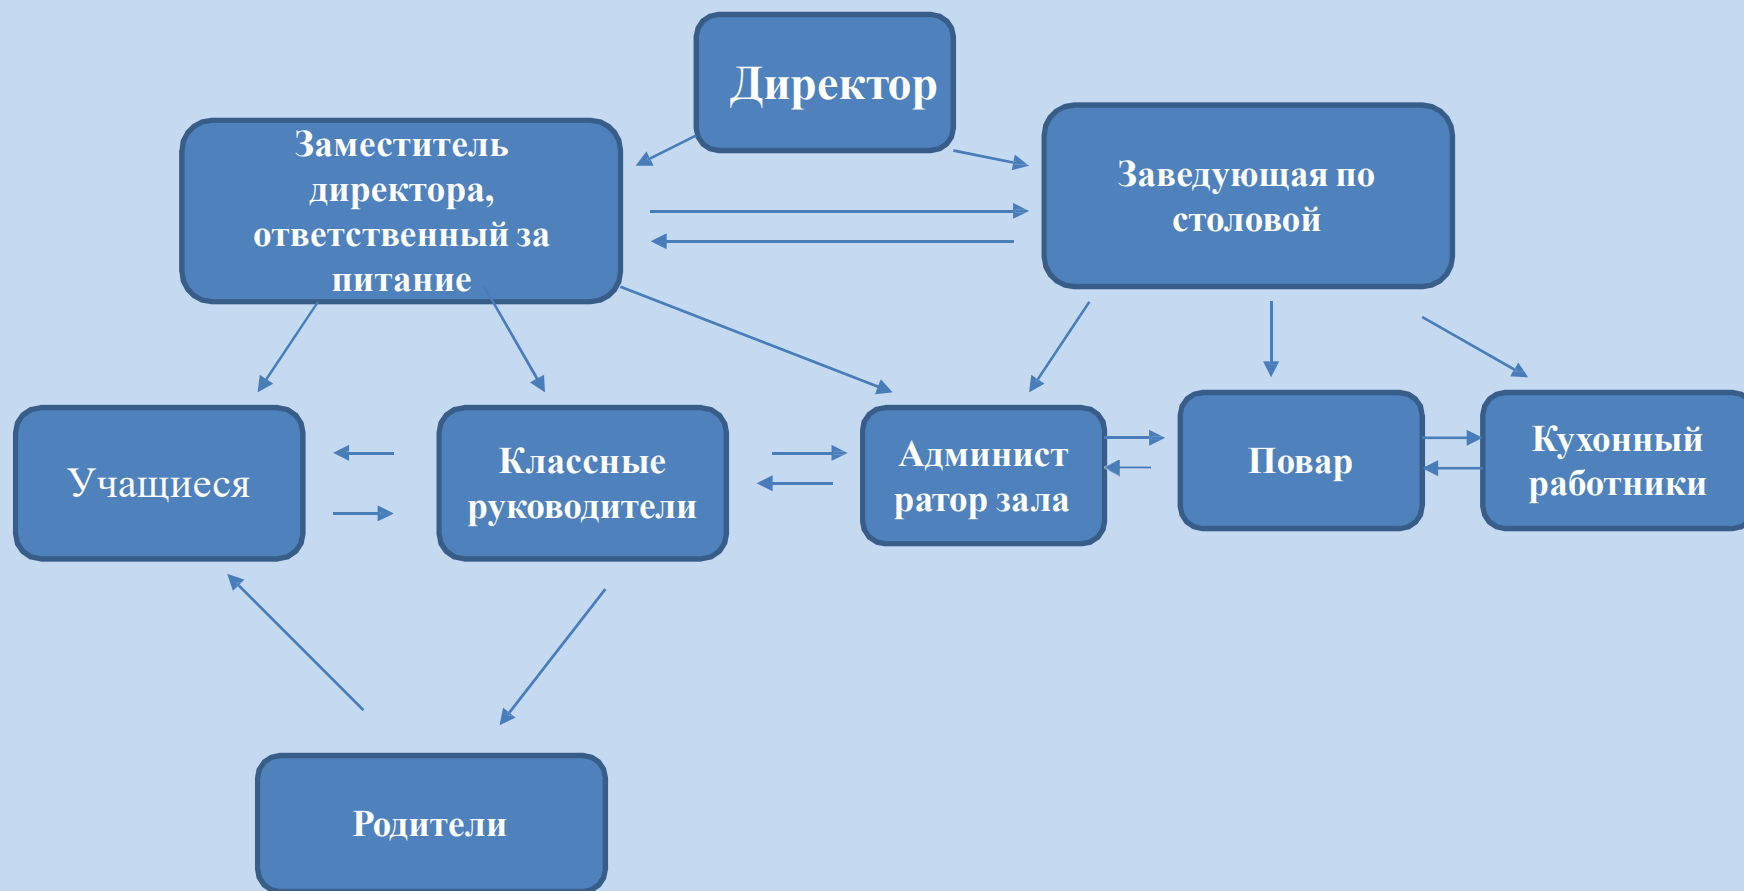 Директор
Заместитель
директора,
ответственный за
питание
Заведующая по
столовой
Учащиеся
Классные
руководители
Админист
ратор зала
Повар
Кухонный
работники
Родители